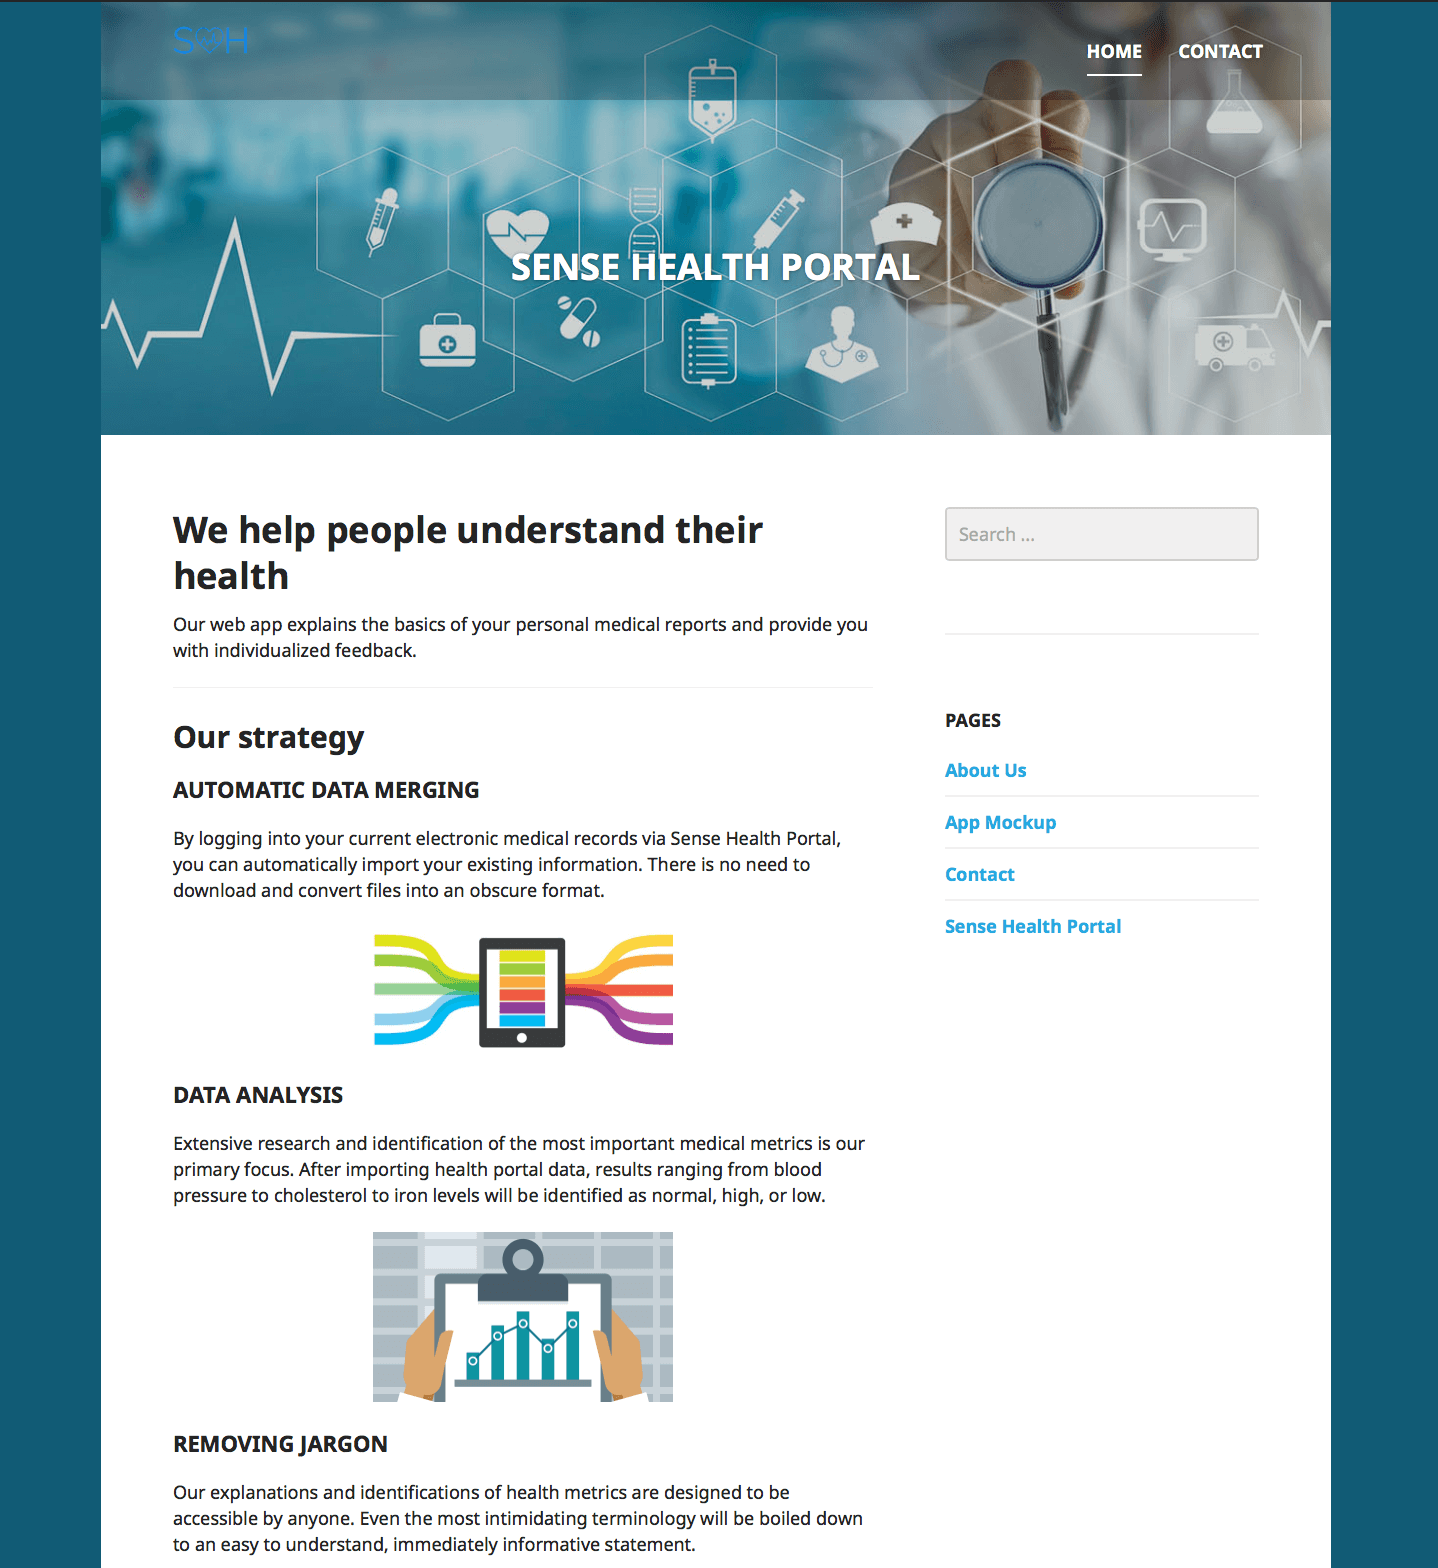 S H
HOME CONTACT
SENSE HEALTH PORTAL
We help people understand their
health
Our web app explains the basics of your personal medical reports and provide you
with individualized feedback.
Our strategy
AUTOMATIC DATA MERGING
By logging into your current electronic medical records via Sense Health Portal,
you can automatically import your existing information. There is no need to
download and convert files into an obscure format.
DATA ANALYSIS
Extensive research and identification of the most important medical metrics is our
primary focus. After importing health portal data, results ranging from blood
pressure to cholesterol to iron levels will be identified as normal, high, or low.
REMOVING JARGON
Our explanations and identifications of health metrics are designed to be
accessible by anyone. Even the most intimidating terminology will be boiled down
to an easy to understand, immediately informative statement.
Search ...
PAGES
About Us
App Mockup
Contact
Sense Health Portal